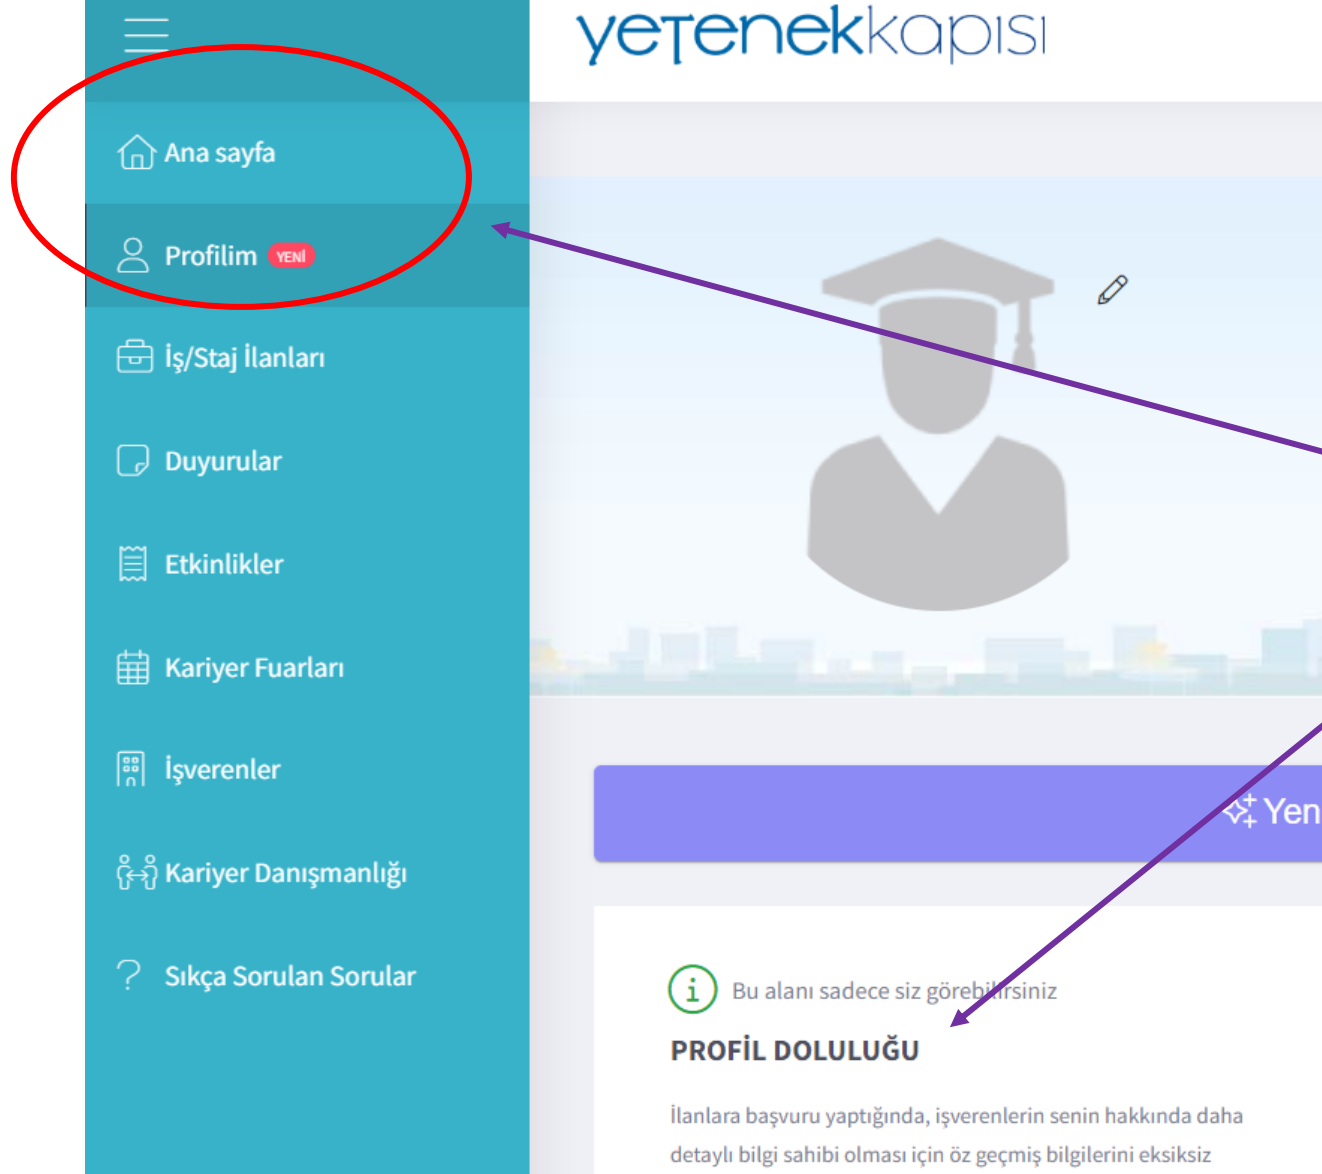 yetenekkapısı
Ana sayfa
Profilim YENİ
İş/Staj İlanları
Duyurular
Etkinlikler
Kariyer Fuarları
İşverenler
Kariyer Danışmanlığı
Sıkça Sorulan Sorular
Yen
Bu alanı sadece siz görebilirsiniz
PROFİL DOLULUĞU
İlanlara başvuru yaptığında, işverenlerin senin hakkında daha
detaylı bilgi sahibi olması için öz geçmiş bilgilerini eksiksiz